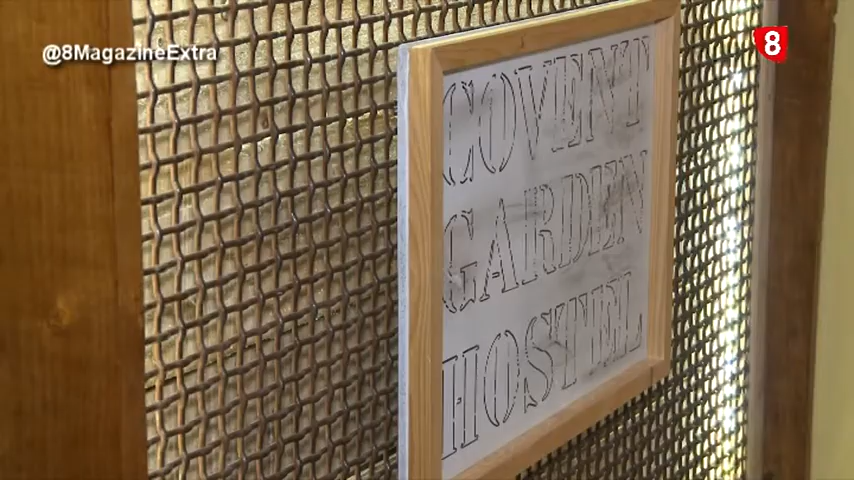 @8MagazineExtra
8
COVENT
GARDEN
HOSTEL